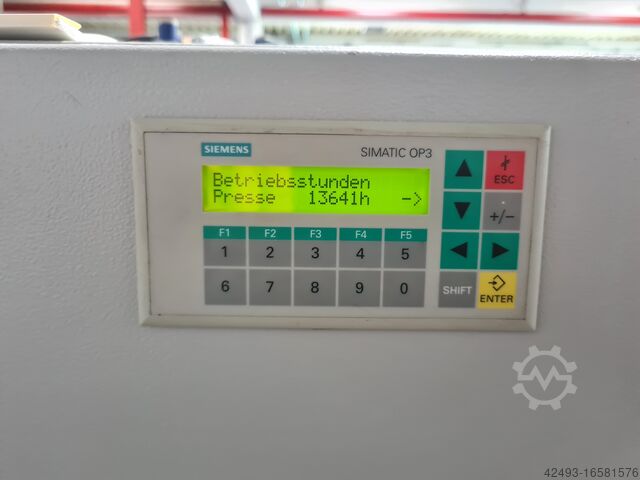 SIEMENS
SIMATIC OP3
Betriebsstunden
Presse 13641h ->
ESC
+/-
F1 F2 F3 F4 F5
1 2 3 4 5
6 7 8 9 0
SHIFT
ENTER
42493-16581576